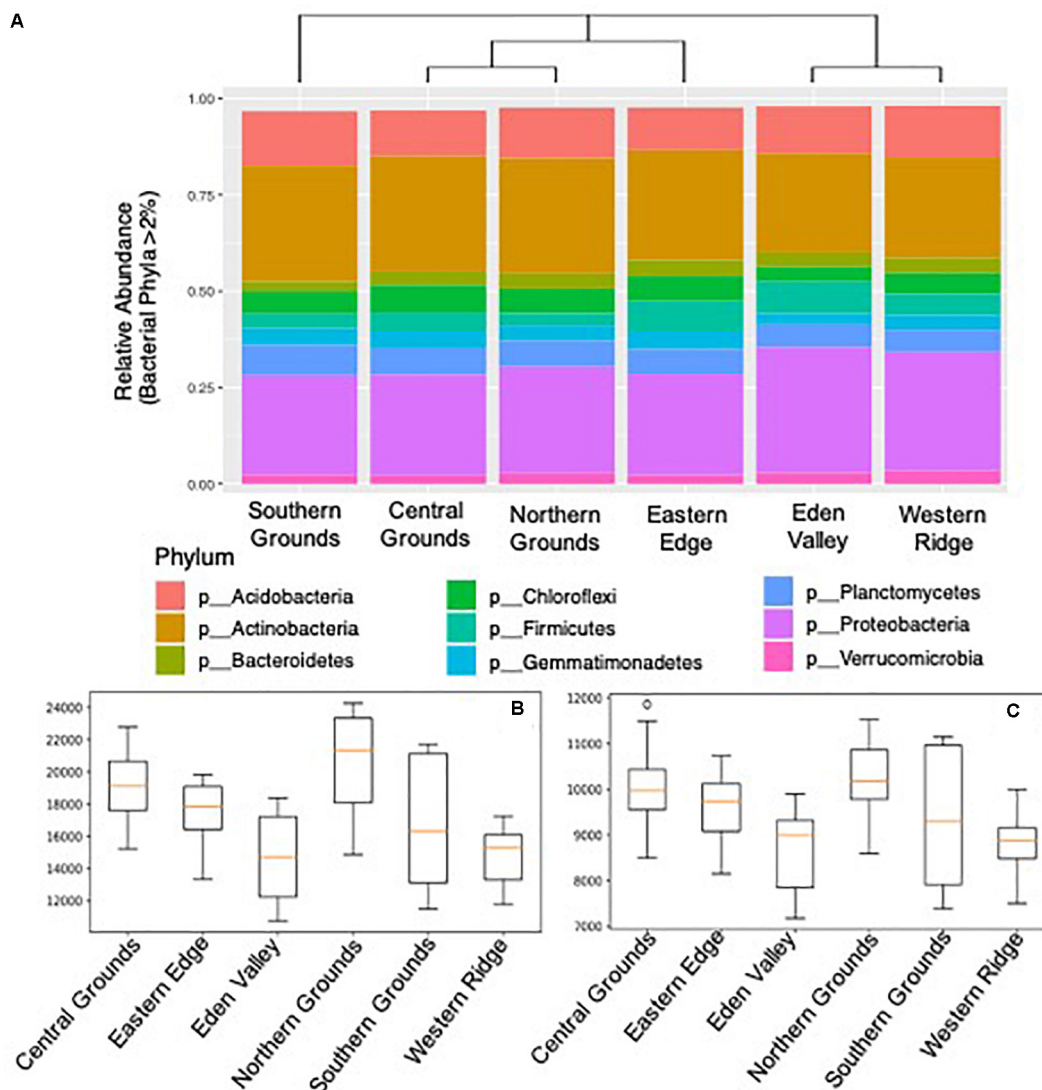 A
Relative Abundance
(Bacterial Phyla >2%)
1.00
0.75
0.50
0.25
0.00
Southern
Grounds
Central
Grounds
Northern
Grounds
Eastern
Edge
Eden
Valley
Western
Ridge
Phylum
p__Acidobacteria
p__Actinobacteria
p__Bacteroidetes
p__Chloroflexi
p__Firmicutes
p__Gemmatimonadetes
p__Planctomycetes
p__Proteobacteria
p__Verrucomicrobia
B
24000
22000
20000
18000
16000
14000
12000
Central Grounds
Eastern Edge
Eden Valley
Northern Grounds
Southern Grounds
Western Ridge
C
12000
11000
10000
9000
8000
7000
Central Grounds
Eastern Edge
Eden Valley
Northern Grounds
Southern Grounds
Western Ridge